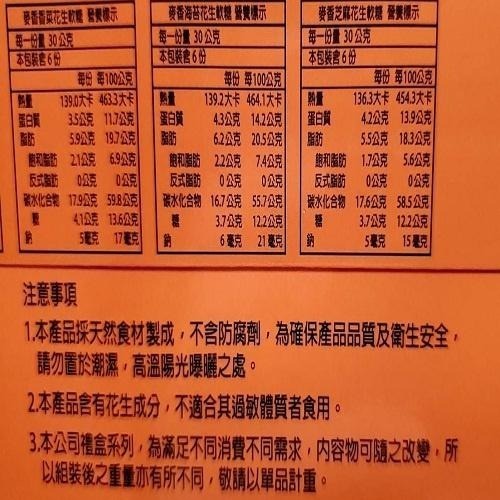 麥香香菜花生軟糖 營養標示
每一份量 30公克
本包裝含6份
每份 每100公克
熱量 139.0大卡 463.3大卡
蛋白質 3.5公克 11.7公克
脂肪 5.9公克 19.7公克
飽和脂肪 2.1公克 6.9公克
反式脂肪 0公克 0公克
碳水化合物 17.9公克 59.8公克
糖 4.1公克 13.6公克
鈉 5毫克 17毫克
麥香海苔花生軟糖 營養標示
每一份量 30公克
本包裝含6份
每份 每100公克
熱量 139.2大卡 464.1大卡
蛋白質 4.3公克 14.2公克
脂肪 6.2公克 20.5公克
飽和脂肪 2.2公克 7.4公克
反式脂肪 0公克 0公克
碳水化合物 16.7公克 55.7公克
糖 3.7公克 12.2公克
鈉 6毫克 21毫克
麥香芝麻花生軟糖 營養標示
每一份量 30公克
本包裝含6份
每份 每100公克
熱量 136.3大卡 454.3大卡
蛋白質 4.2公克 13.9公克
脂肪 5.5公克 18.3公克
飽和脂肪 1.7公克 5.6公克
反式脂肪 0公克 0公克
碳水化合物 17.6公克 58.5公克
糖 3.7公克 12.2公克
鈉 5毫克 15毫克
注意事項
1.本產品採天然食材製成，不含防腐劑，為確保產品品質及衛生安全，
請勿置於潮濕，高溫陽光曝曬之處。
2.本產品含有花生成分，不適合其過敏體質者食用。
3.本公司禮盒系列，為滿足不同消費不同需求，内容物可隨之改變，所
以組裝後之重量亦有所不同，敬請以單品計重。